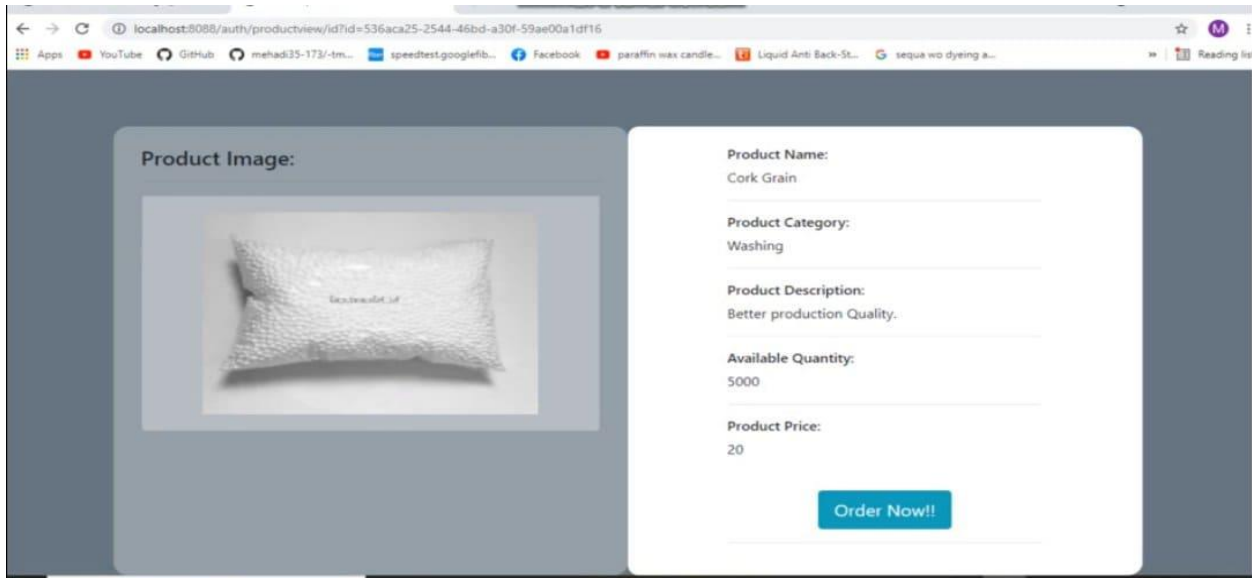 localhost:8088/auth/productview/id?id=536aca25-2544-46bd-a30f-59ae00a1df16
M
Apps YouTube GitHub mehadi35-173/-tm... speedtest.googlefib... Facebook paraffin wax candle... Liquid Anti Back-St... sequa wo dyeing a... » Reading lis
Product Image:
Product Name:
Cork Grain
Product Category:
Washing
Product Description:
Better production Quality.
Available Quantity:
5000
Product Price:
20
Order Now!!